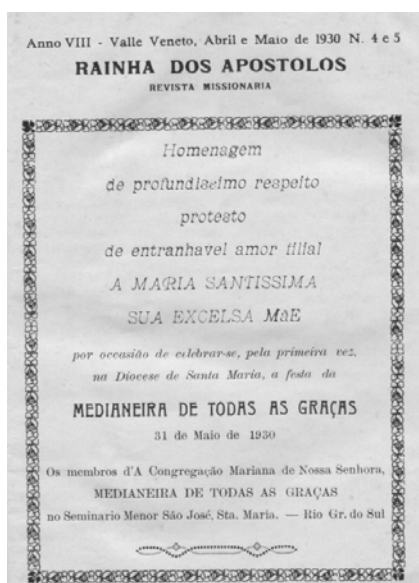 Anno VIII - Valle Veneto, Abril e Maio de 1930 N. 4 e 5
RAINHA DOS APOSTOLOS
REVISTA MISSIONARIA
Homenagem
de profundissimo respeito
protesto
de entranhavel amor filial
A MARIA SANTISSIMA
SUA EXCELSA MãE
por occasião de celebrar-se, pela primeira vez,
na Diocese de Santa Maria, a festa da
MEDIANEIRA DE TODAS AS GRAÇAS
31 de Maio de 1930
Os membros d'A Congregação Mariana de Nossa Senhora,
MEDIANEIRA DE TODAS AS GRAÇAS
no Seminario Menor São José, Sta. Maria. — Rio Gr. do Sul